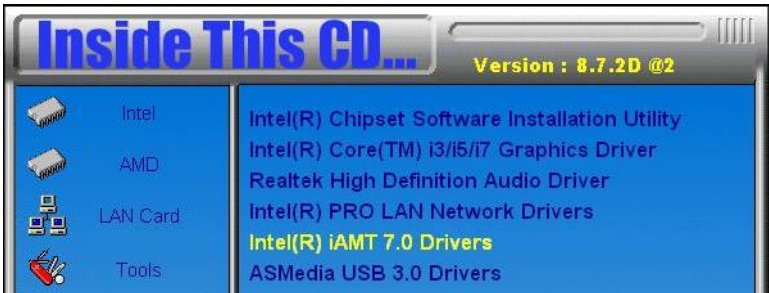 Inside This CD...
Version : 8.7.2D @2
Intel
AMD
LAN Card
Tools
Intel(R) Chipset Software Installation Utility
Intel(R) Core(TM) i3/i5/i7 Graphics Driver
Realtek High Definition Audio Driver
Intel(R) PRO LAN Network Drivers
Intel(R) iAMT 7.0 Drivers
ASMedia USB 3.0 Drivers